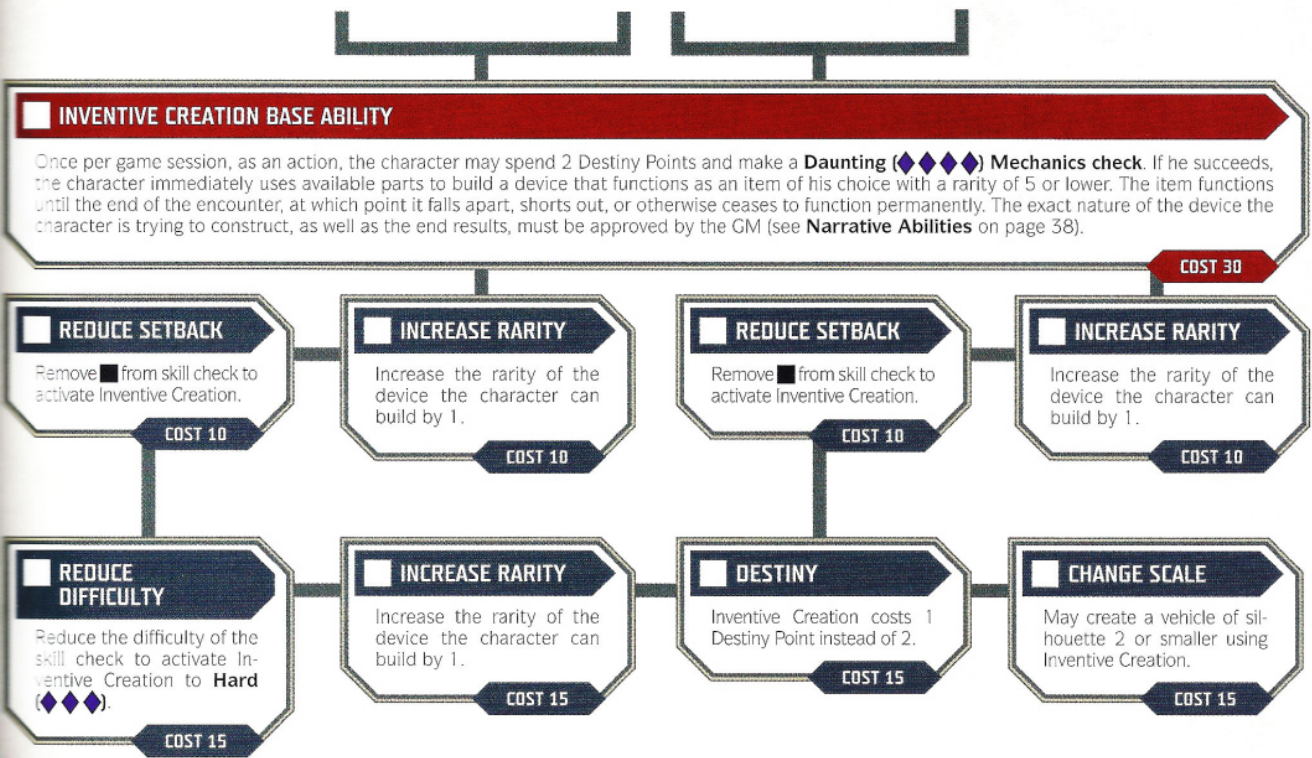 INVENTIVE CREATION BASE ABILITY
Once per game session, as an action, the character may spend 2 Destiny Points and make a Daunting (◆◆◆◆) Mechanics check. If he succeeds,
the character immediately uses available parts to build a device that functions as an item of his choice with a rarity of 5 or lower. The item functions
until the end of the encounter, at which point it falls apart, shorts out, or otherwise ceases to function permanently. The exact nature of the device the
character is trying to construct, as well as the end results, must be approved by the GM (see Narrative Abilities on page 38).
COST 30
REDUCE SETBACK
Remove ■ from skill check to
activate Inventive Creation.
COST 10
INCREASE RARITY
Increase the rarity of the
device the character can
build by 1.
COST 10
REDUCE SETBACK
Remove ■ from skill check to
activate Inventive Creation.
COST 10
INCREASE RARITY
Increase the rarity of the
device the character can
build by 1.
COST 10
REDUCE
DIFFICULTY
Reduce the difficulty of the
skill check to activate In-
ventive Creation to Hard
(◆◆◆).
COST 15
INCREASE RARITY
Increase the rarity of the
device the character can
build by 1.
COST 15
DESTINY
Inventive Creation costs 1
Destiny Point instead of 2.
COST 15
CHANGE SCALE
May create a vehicle of sil-
houette 2 or smaller using
Inventive Creation.
COST 15